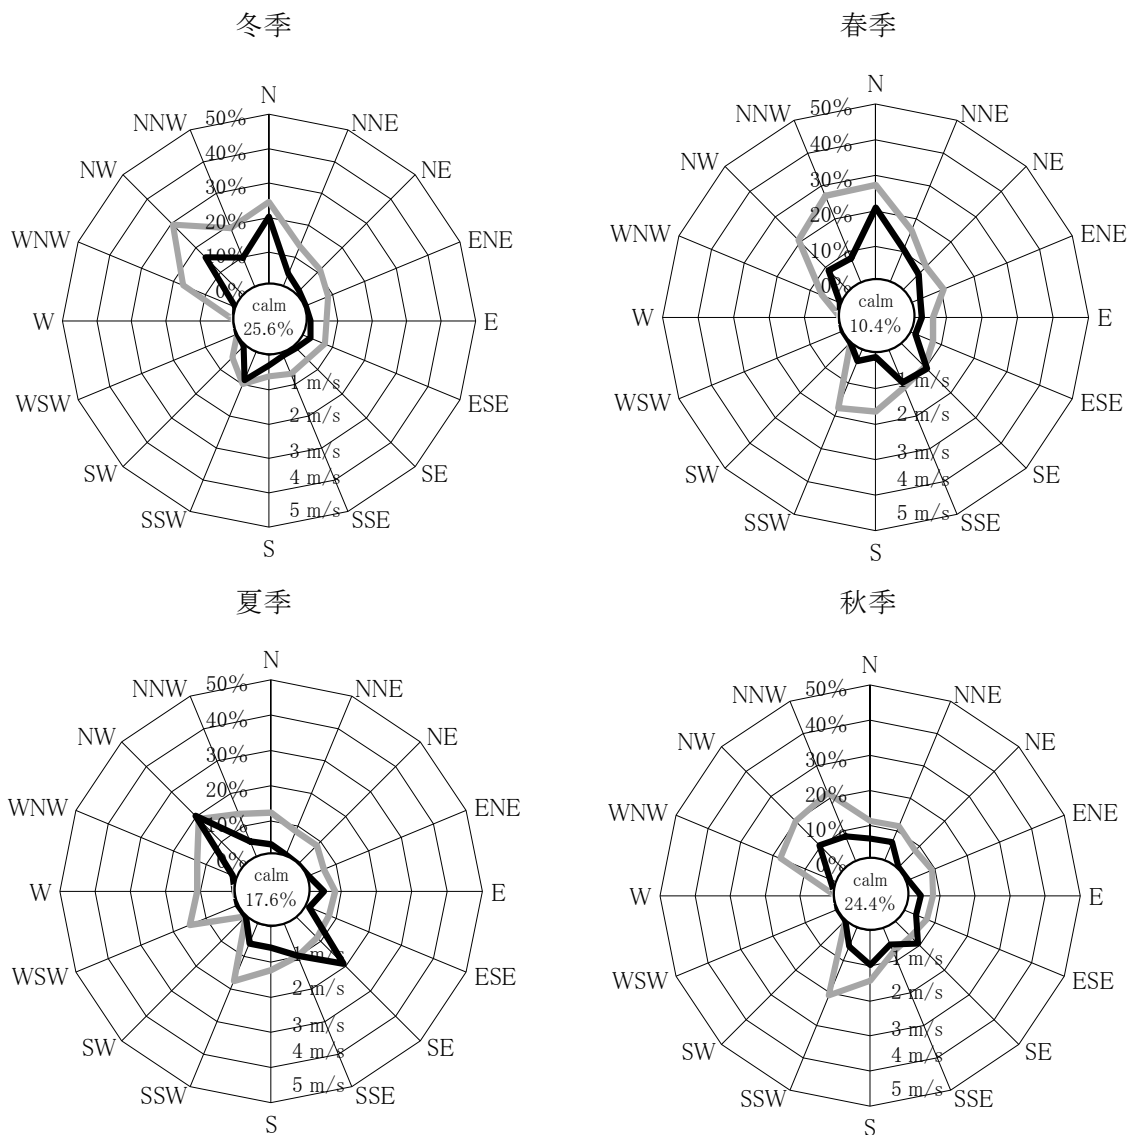 冬季
N
NNE
NE
ENE
E
ESE
SE
SSE
S
SSW
SW
WSW
W
WNW
NW
NNW
50%
40%
30%
20%
10%
0%
calm
25.6%
1 m/s
2 m/s
3 m/s
4 m/s
5 m/s
春季
N
NNE
NE
ENE
E
ESE
SE
SSE
S
SSW
SW
WSW
W
WNW
NW
NNW
50%
40%
30%
20%
10%
0%
calm
10.4%
1 m/s
2 m/s
3 m/s
4 m/s
5 m/s
夏季
N
NNE
NE
ENE
E
ESE
SE
SSE
S
SSW
SW
WSW
W
WNW
NW
NNW
50%
40%
30%
20%
10%
0%
calm
17.6%
1 m/s
2 m/s
3 m/s
4 m/s
5 m/s
秋季
N
NNE
NE
ENE
E
ESE
SE
SSE
S
SSW
SW
WSW
W
WNW
NW
NNW
50%
40%
30%
20%
10%
0%
calm
24.4%
1 m/s
2 m/s
3 m/s
4 m/s
5 m/s